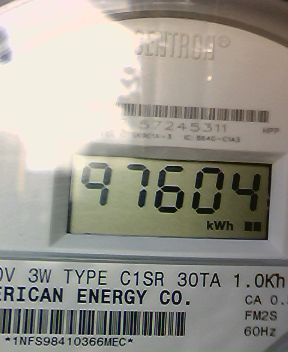 CENTRON®
57245311 HPP
97604
kWh
0V 3W TYPE C1SR 30TA 1.0Kh
ERICAN ENERGY CO.
CA 0.
FM2S
60Hz
*1NFS98410366MEC*